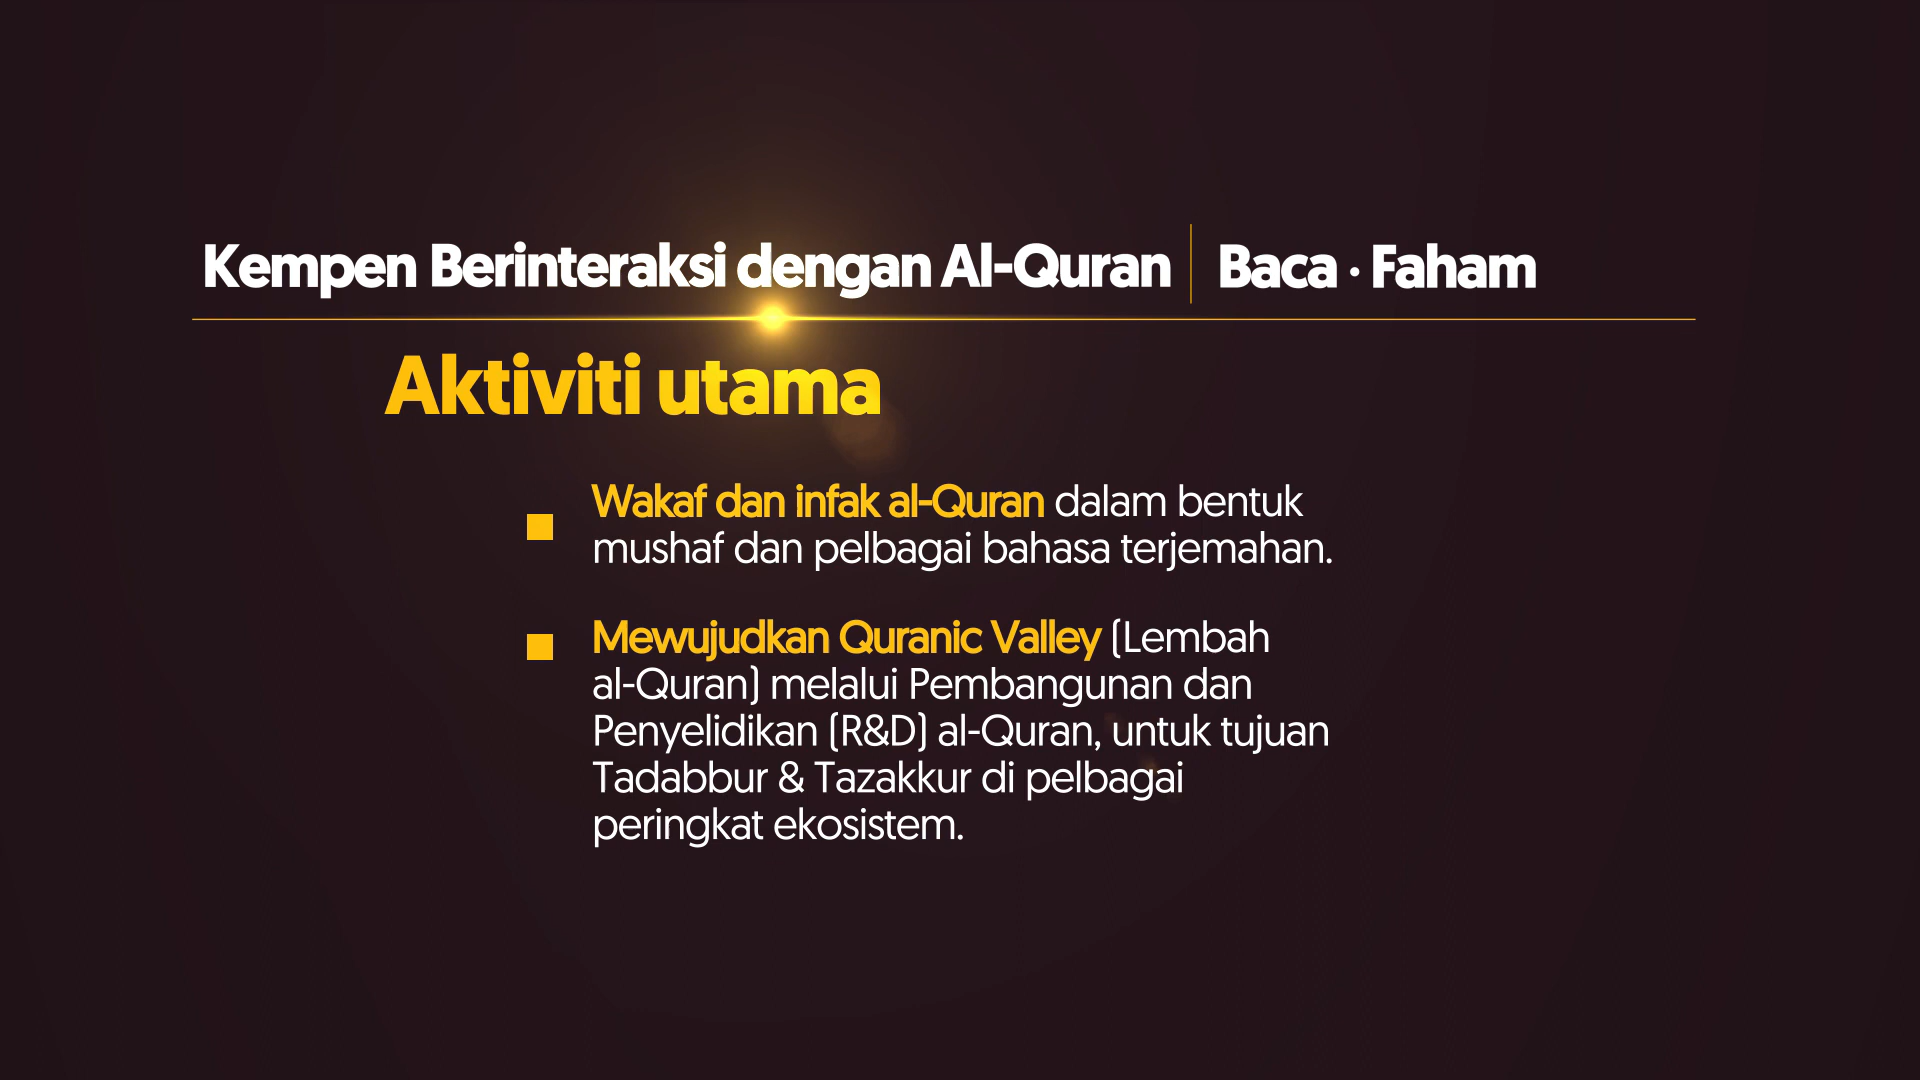 Kempen Berinteraksi dengan Al-Quran | Baca · Faham
Aktiviti utama
Wakaf dan infak al-Quran dalam bentuk
mushaf dan pelbagai bahasa terjemahan.
Mewujudkan Quranic Valley (Lembah
al-Quran) melalui Pembangunan dan
Penyelidikan (R&D) al-Quran, untuk tujuan
Tadabbur & Tazakkur di pelbagai
peringkat ekosistem.